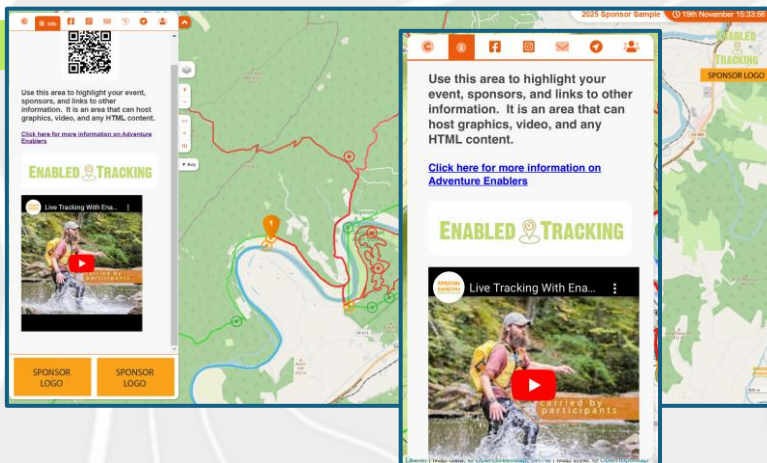 2025 Sponsor Sample
19th November 15:33:56
Info
Use this area to highlight your
event, sponsors, and links to other
information. It is an area that can
host graphics, video, and any
HTML content.
Click here for more information on Adventure
Enablers
ENABLED TRACKING
Live Tracking With Ena...
carried by
participants
SPONSOR
LOGO
SPONSOR
LOGO
Key
1
Use this area to highlight your
event, sponsors, and links to other
information. It is an area that can
host graphics, video, and any
HTML content.
Click here for more information on
Adventure Enablers
ENABLED TRACKING
ADVENTURE
ENABLERS
Live Tracking With Ena...
carried by
participants
ENABLED
TRACKING
SPONSOR LOGO